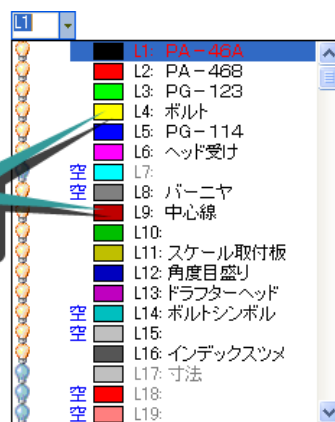 L1
L1: PA-46A
L2: PA-468
L3: PG-123
L4: ボルト
L5: PG-114
L6: ヘッド受け
空 L7:
空 L8: バーニヤ
L9: 中心線
L10:
L11: スケール取付板
L12: 角度目盛り
L13: ドラフターヘッド
空 L14: ボルトシンボル
空 L15:
L16: インデックスツメ
L17: 寸法
空 L18:
空 L19: